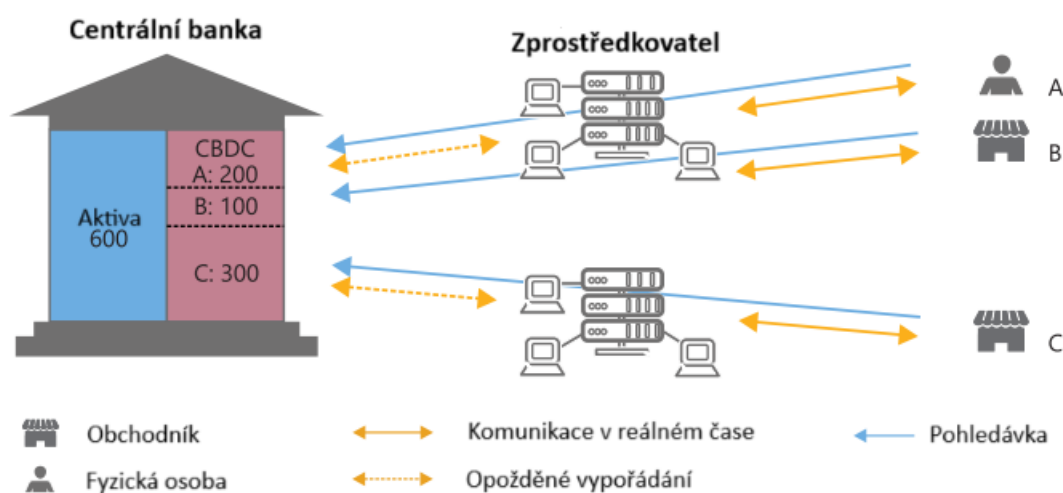 Centrální banka
Zprostředkovatel
CBDC
A: 200
B: 100
C: 300
Aktiva
600
A
B
C
Obchodník
Komunikace v reálném čase
Pohledávka
Fyzická osoba
Opožděné vypořádání